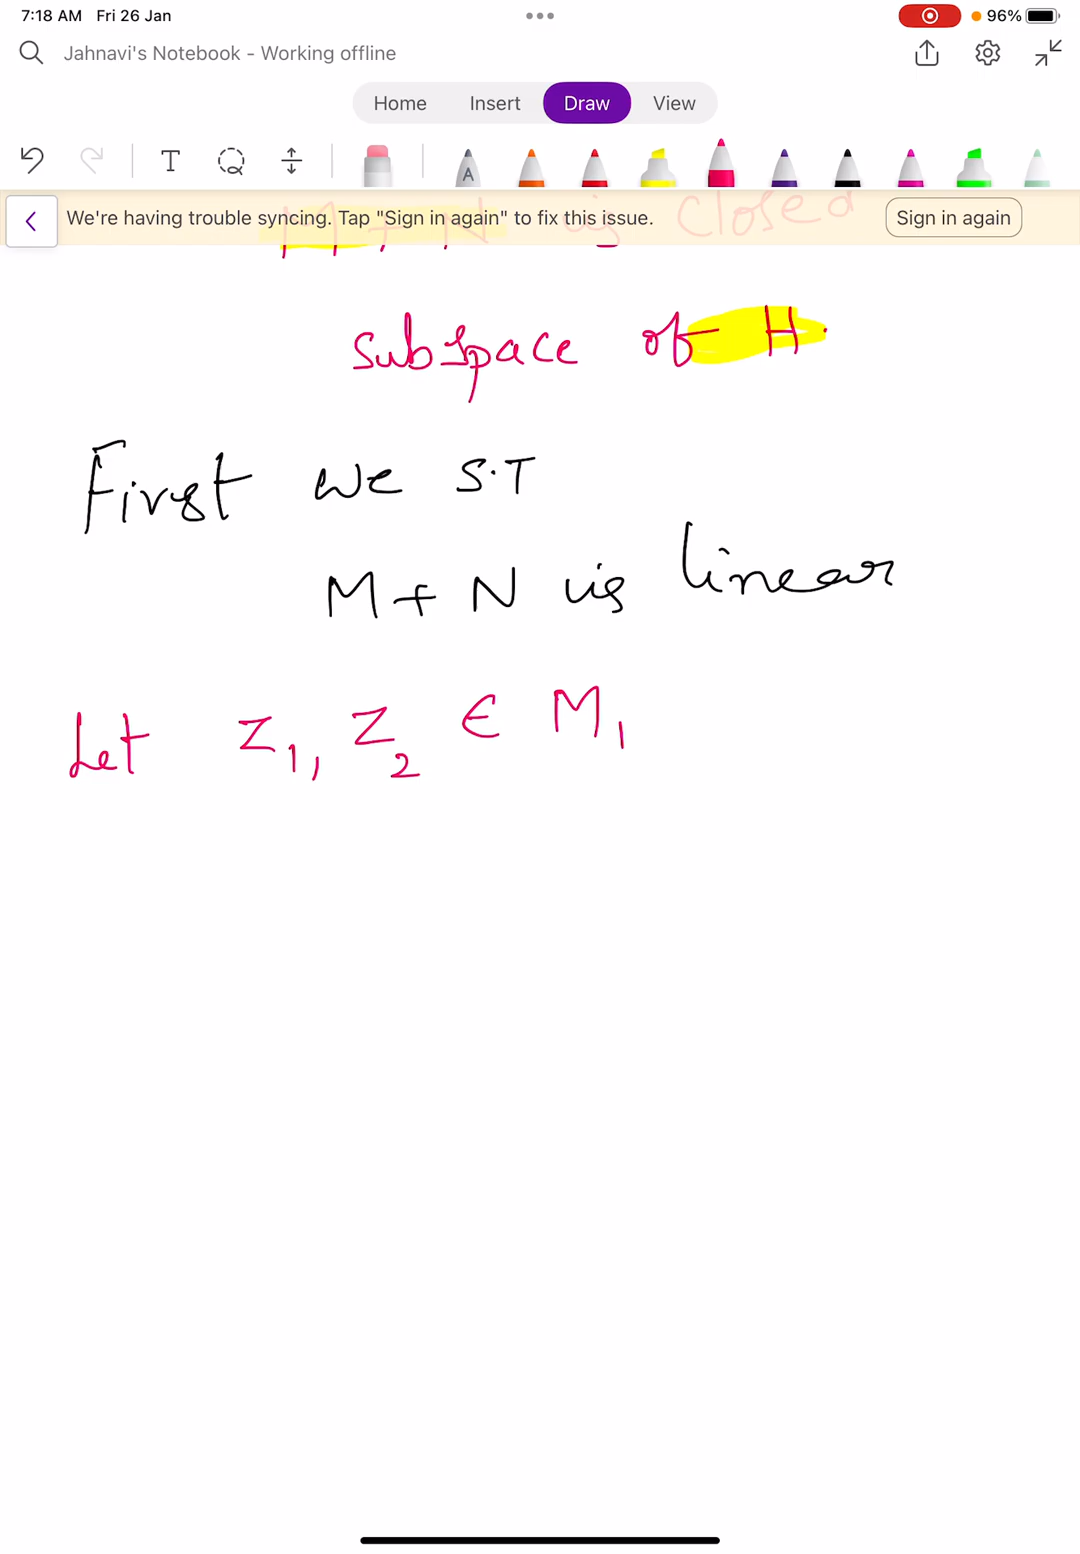 7:18 AM Fri 26 Jan
96%
Jahnavi's Notebook - Working offline
Home Insert Draw View
T
A
We're having trouble syncing. Tap "Sign in again" to fix this issue.
Sign in again
M + N is closed
subspace of H.
First we S.T
M + N is linear
Let Z₁, Z₂ ∈ M₁